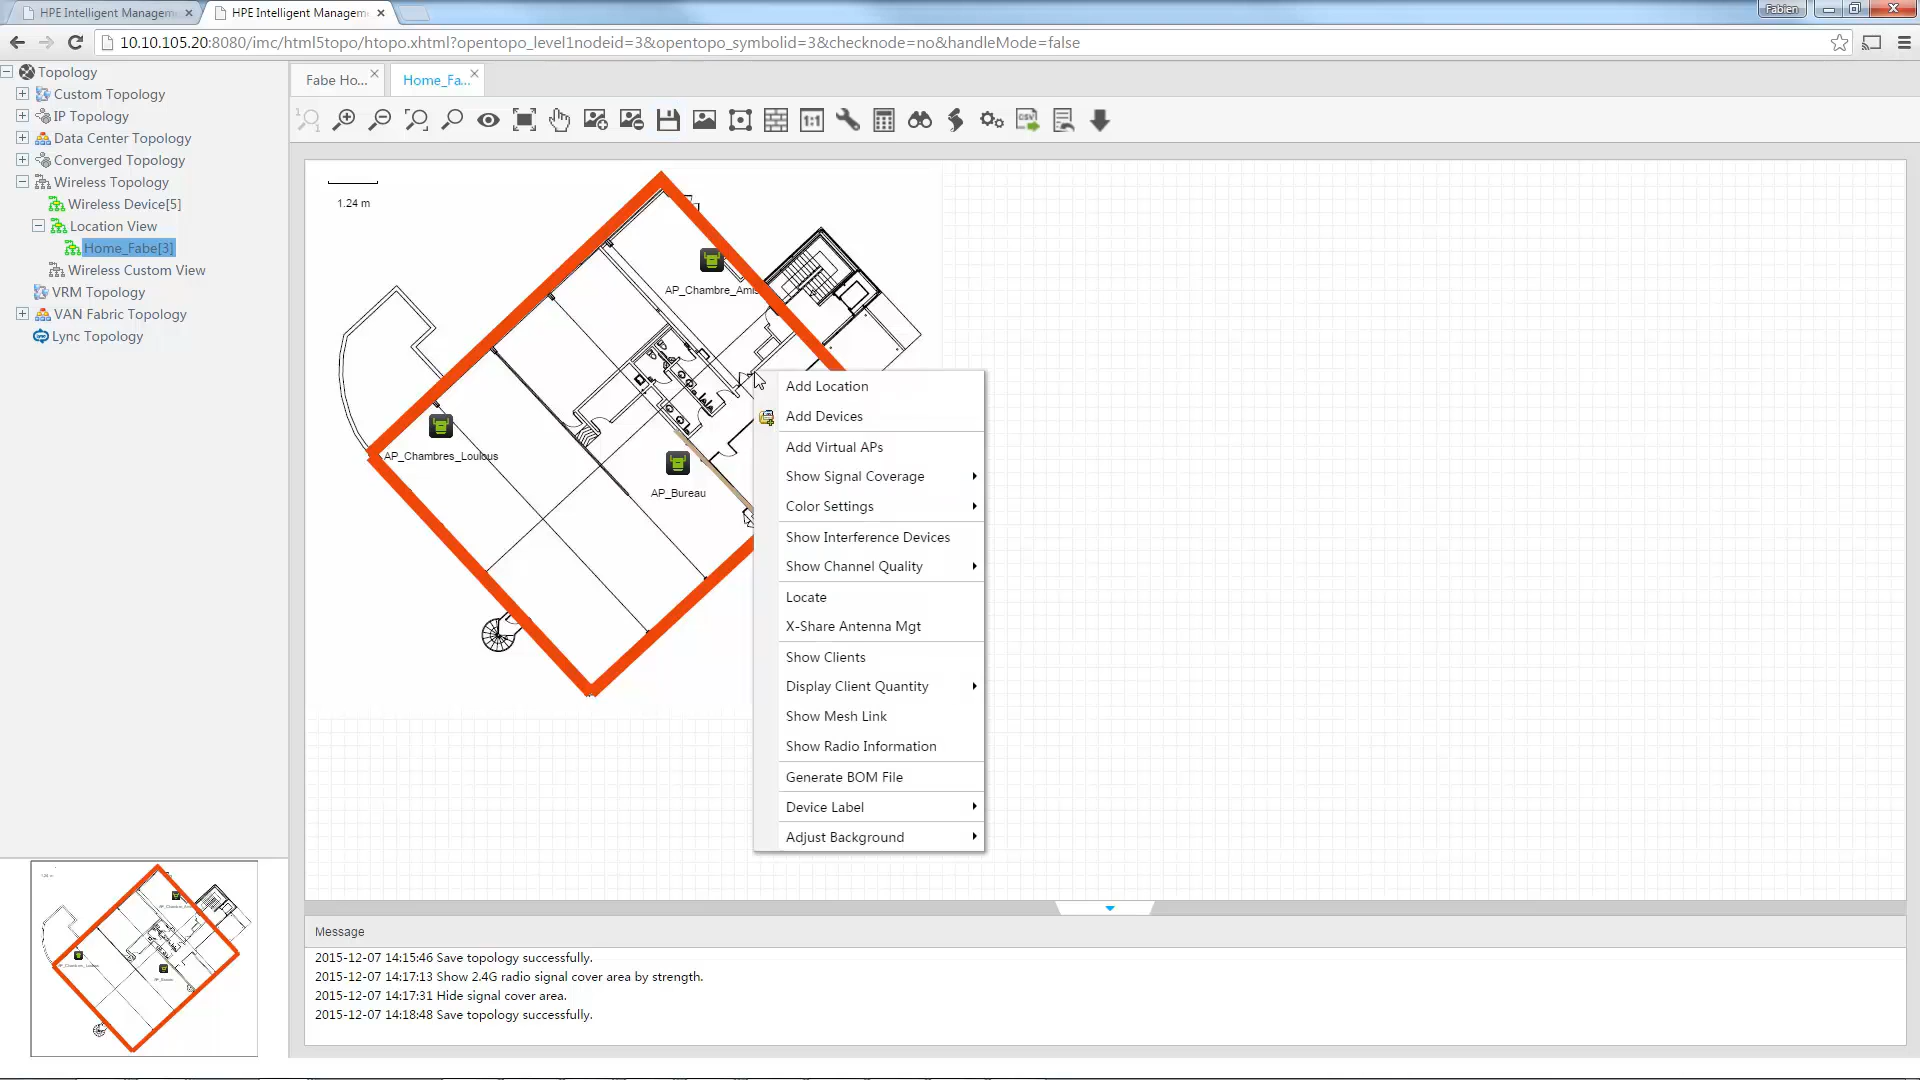 HPE Intelligent Managem
HPE Intelligent Managem
Fabien
10.10.105.20:8080/imc/html5topo/htopo.xhtml?opentopo_level1nodeid=3&opentopo_symbolid=3&checknode=no&handleMode=false
Topology
Custom Topology
IP Topology
Data Center Topology
Converged Topology
Wireless Topology
Wireless Device[5]
Location View
Home_Fabe[3]
Wireless Custom View
VRM Topology
VAN Fabric Topology
Lync Topology
Fabe Ho...
Home_Fa...
1:1
CSV
1.24 m
AP_Chambre_Amis
AP_Chambres_Loulous
AP_Bureau
Add Location
Add Devices
Add Virtual APs
Show Signal Coverage
Color Settings
Show Interference Devices
Show Channel Quality
Locate
X-Share Antenna Mgt
Show Clients
Display Client Quantity
Show Mesh Link
Show Radio Information
Generate BOM File
Device Label
Adjust Background
Message
2015-12-07 14:15:46 Save topology successfully.
2015-12-07 14:17:13 Show 2.4G radio signal cover area by strength.
2015-12-07 14:17:31 Hide signal cover area.
2015-12-07 14:18:48 Save topology successfully.